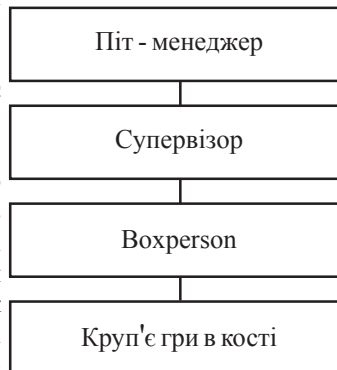 Піт - менеджер
Супервізор
Boxperson
Круп'є гри в кості